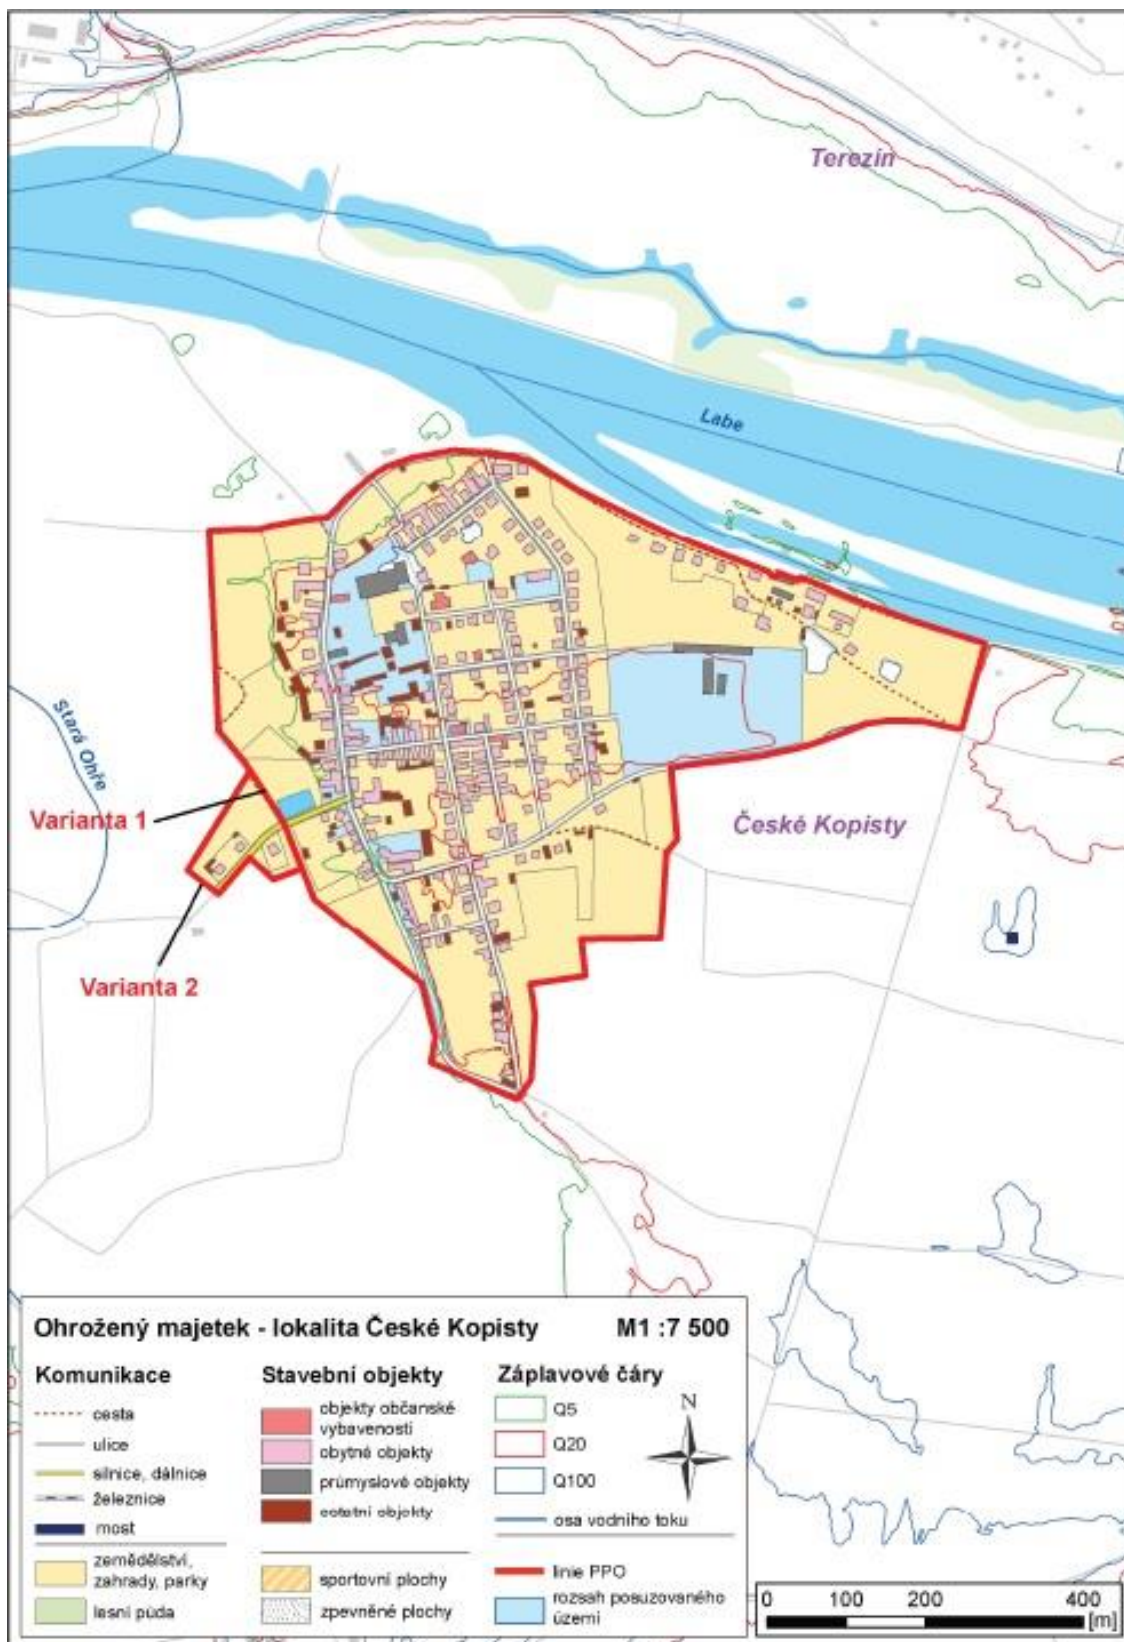 Terezín
Labe
Stará Ohře
Varianta 1
České Kopisty
Varianta 2
Ohrožený majetek - lokalita České Kopisty M1 :7 500
Komunikace
cesta
ulice
silnice, dálnice
železnice
most
zemědělství,
zahrady, parky
lesní půda
Stavební objekty
objekty občanské
vybavenosti
obytné objekty
průmyslové objekty
ostatní objekty
sportovní plochy
zpevněné plochy
Záplavové čáry
Q5
Q20
Q100
osa vodního toku
linie PPO
rozsah posuzovaného
území
N
0 100 200 400
[m]